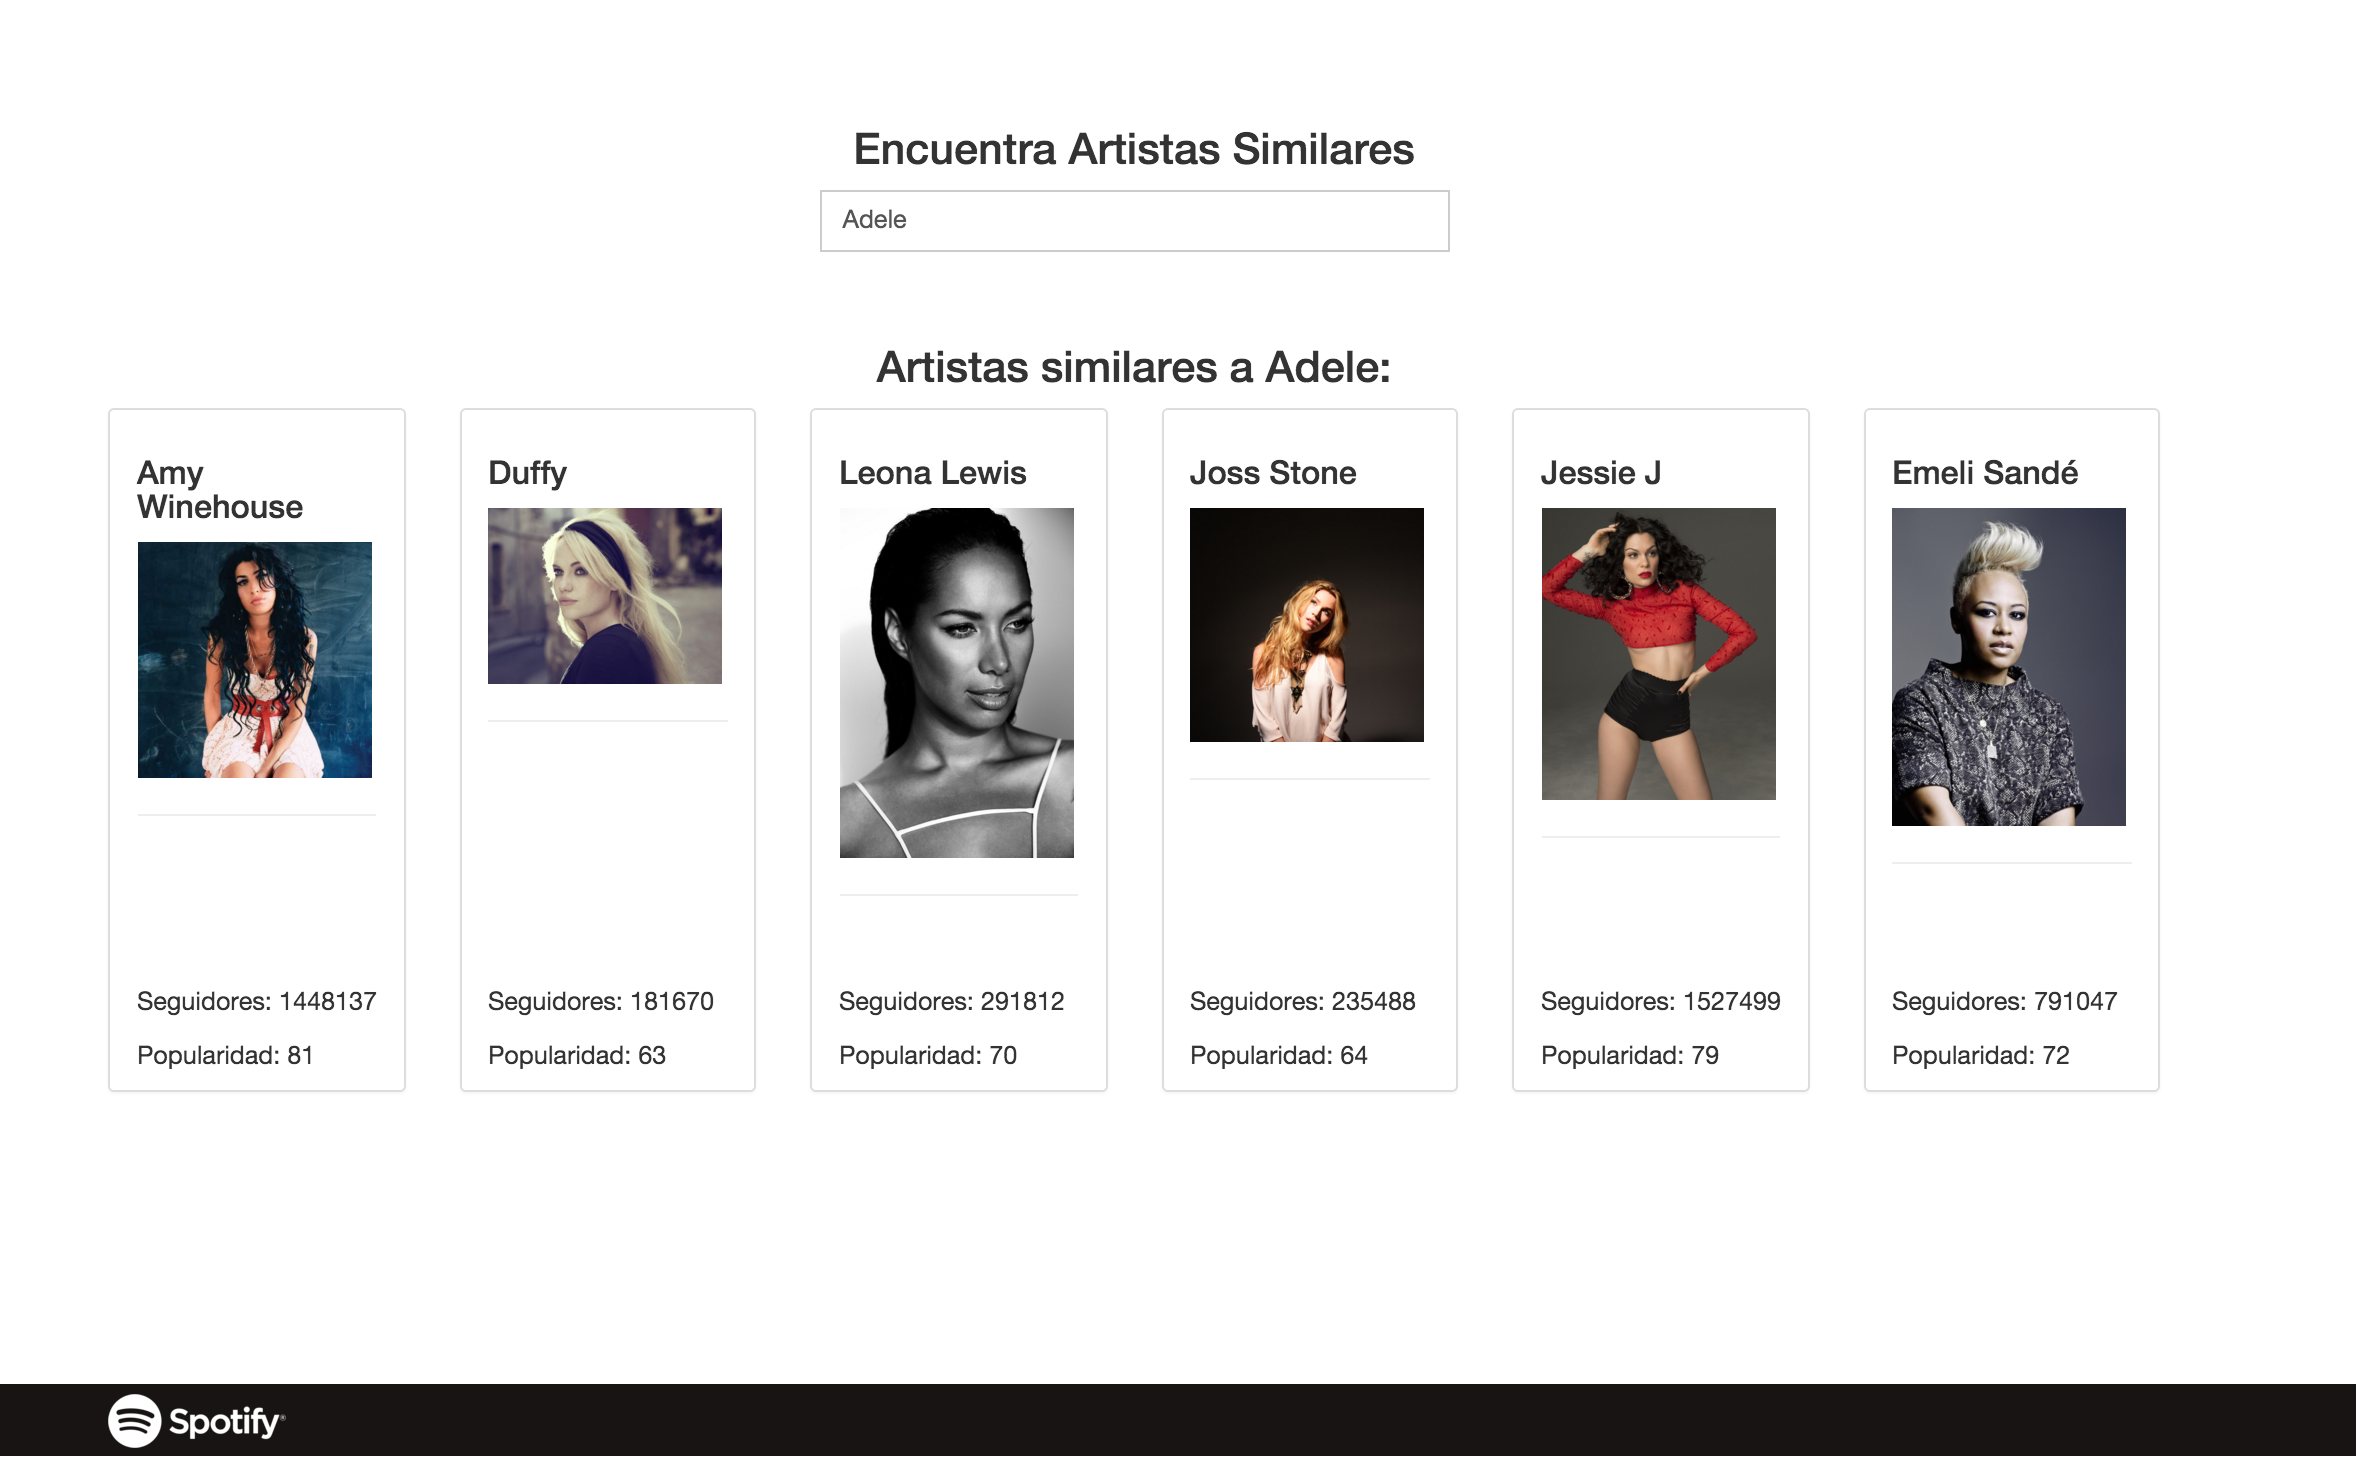 Encuentra Artistas Similares
Adele
Artistas similares a Adele:
Amy
Winehouse
Seguidores: 1448137
Popularidad: 81
Duffy
Seguidores: 181670
Popularidad: 63
Leona Lewis
Seguidores: 291812
Popularidad: 70
Joss Stone
Seguidores: 235488
Popularidad: 64
Jessie J
Seguidores: 1527499
Popularidad: 79
Emeli Sandé
Seguidores: 791047
Popularidad: 72
Spotify®